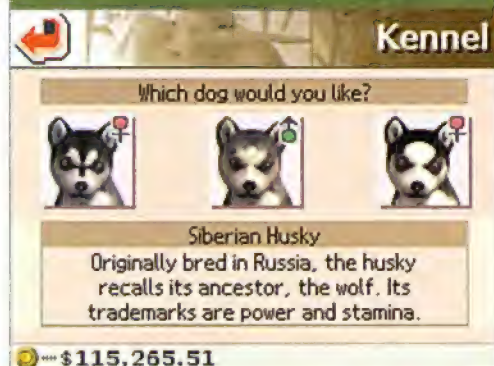 Kennel
Which dog would you like?
Siberian Husky
Originally bred in Russia, the husky
recalls its ancestor, the wolf. Its
trademarks are power and stamina.
$115,265.51